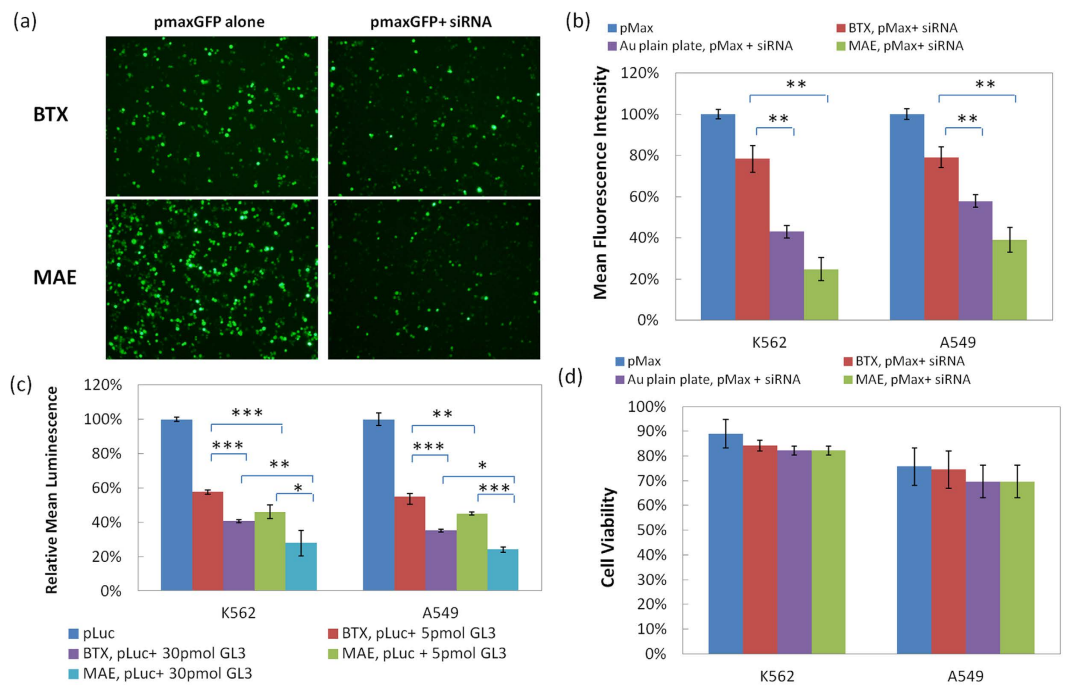 (a)
pmaxGFP alone
pmaxGFP+ siRNA
BTX
MAE
(b)
pMax
BTX, pMax+ siRNA
Au plain plate, pMax + siRNA
MAE, pMax+ siRNA
Mean Fluorescence Intensity
120%
100%
80%
60%
40%
20%
0%
**
**
**
**
K562
A549
(c)
Relative Mean Luminescence
120%
100%
80%
60%
40%
20%
0%
***
***
**
*
**
***
*
***
K562
A549
pLuc
BTX, pLuc+ 5pmol GL3
BTX, pLuc+ 30pmol GL3
MAE, pLuc + 5pmol GL3
MAE, pLuc+ 30pmol GL3
(d)
pMax
BTX, pMax+ siRNA
Au plain plate, pMax + siRNA
MAE, pMax+ siRNA
Cell Viability
100%
90%
80%
70%
60%
50%
40%
30%
20%
10%
0%
K562
A549